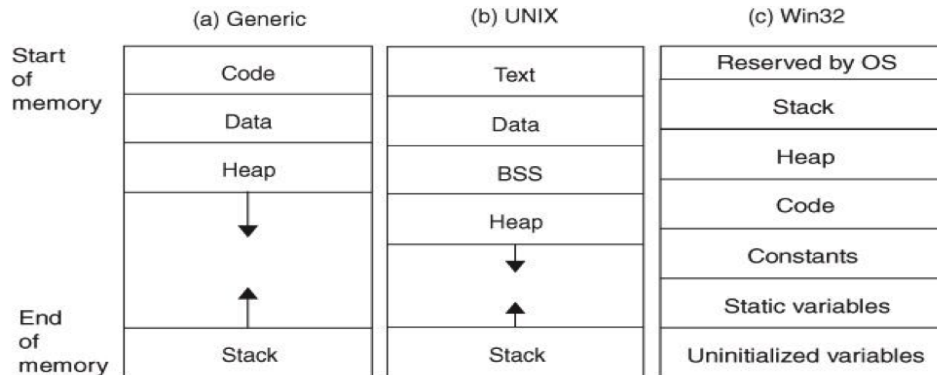 (a) Generic
(b) UNIX
(c) Win32
Start
of
memory
Code
Data
Heap
End
of
memory
Stack
Text
Data
BSS
Heap
Stack
Reserved by OS
Stack
Heap
Code
Constants
Static variables
Uninitialized variables